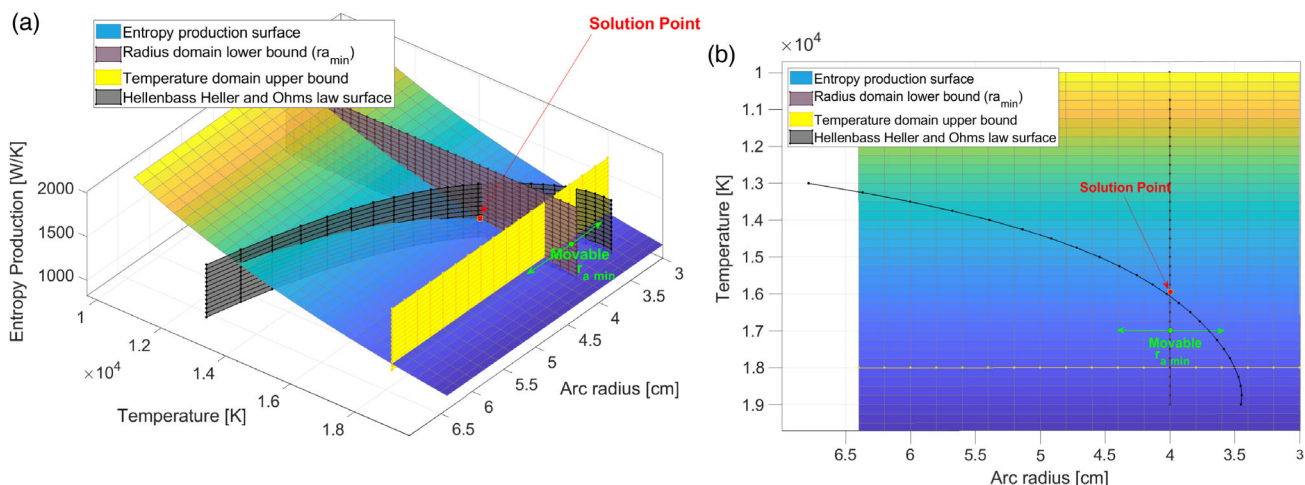 (a)
Solution Point
Entropy production surface
Radius domain lower bound (ra_min)
Temperature domain upper bound
Hellenbass Heller and Ohms law surface
Entropy Production [W/K]
2000
1500
1000
1
1.2
1.4
1.6
1.8
×10^4
Temperature [K]
Movable
r_a min
3
3.5
4
4.5
5
5.5
6
6.5
Arc radius [cm]
(b)
×10^4
Entropy production surface
Radius domain lower bound (ra_min)
Temperature domain upper bound
Hellenbass Heller and Ohms law surface
Temperature [K]
1.0
1.1
1.2
1.3
1.4
1.5
1.6
1.7
1.8
1.9
Solution Point
Movable
r_a min
6.5
6
5.5
5
4.5
4
3.5
3
Arc radius [cm]